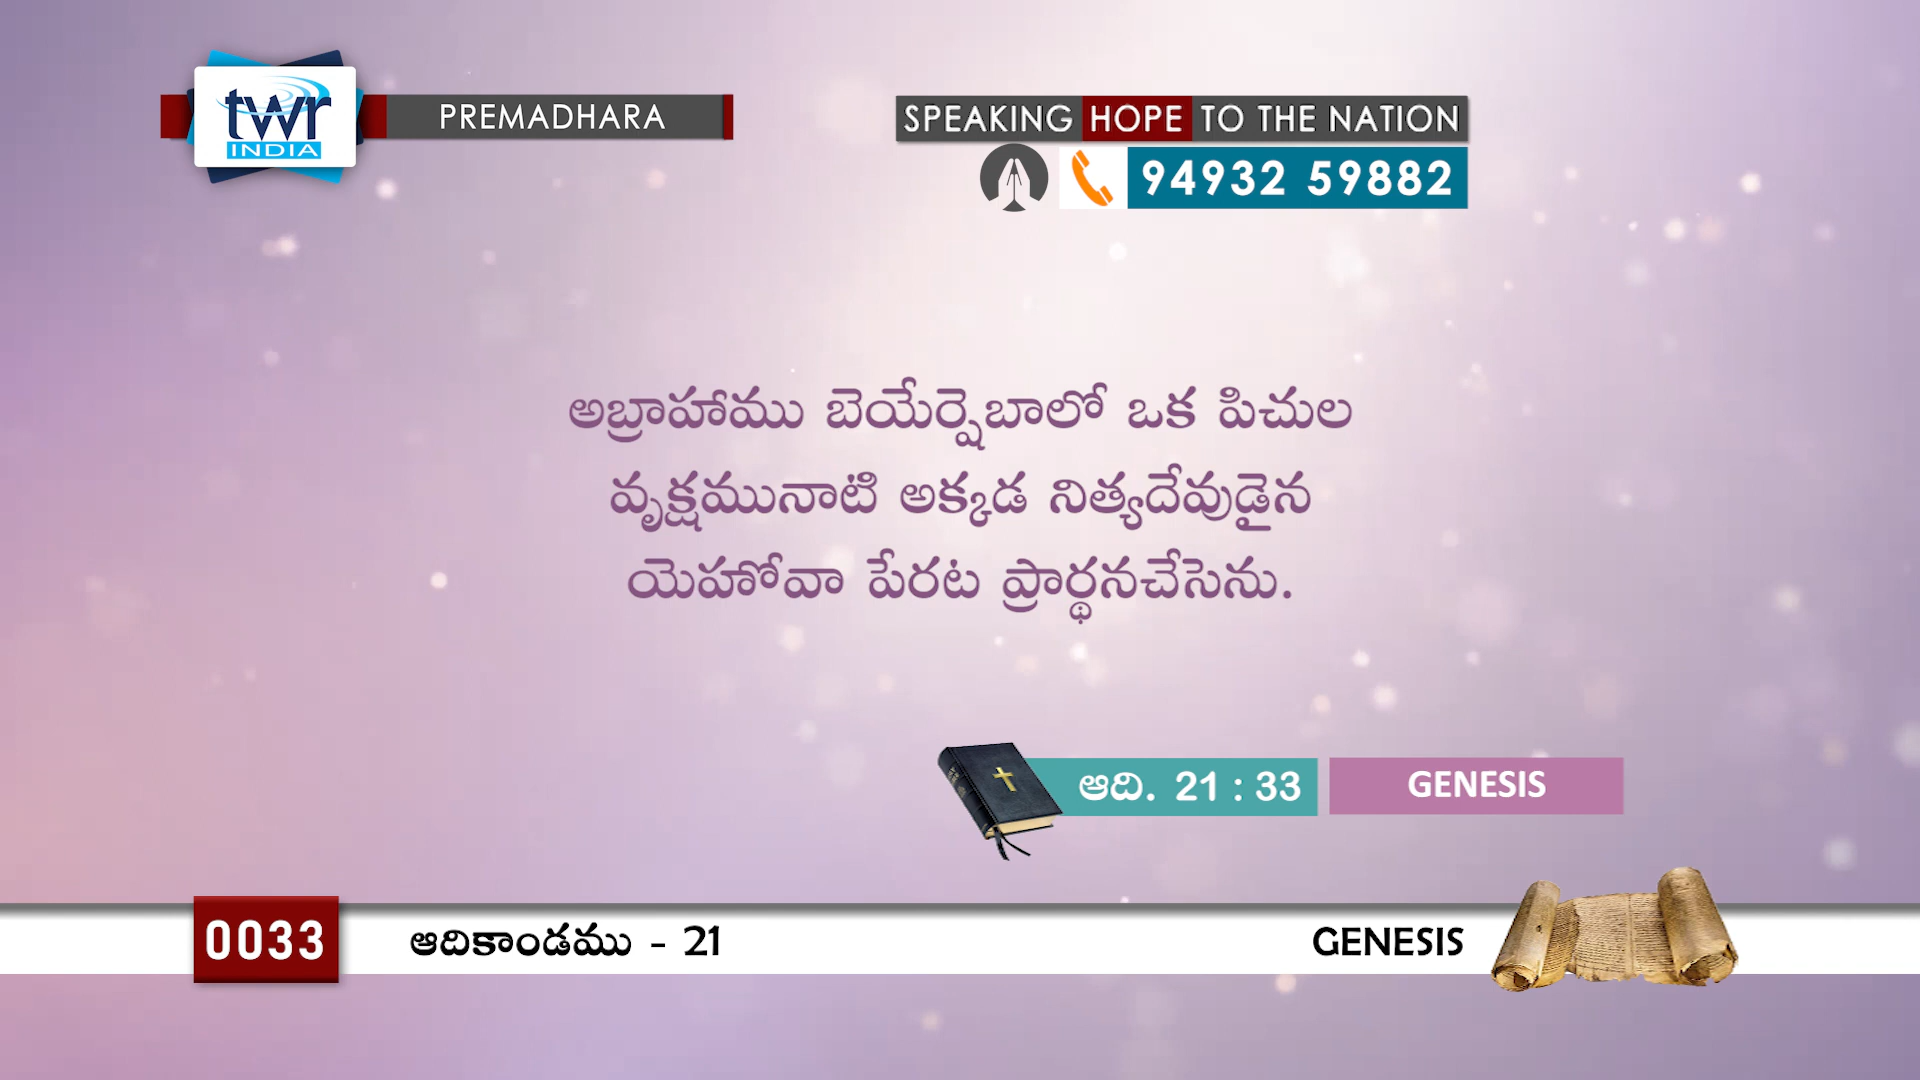 twr
INDIA
PREMADHARA
SPEAKING HOPE TO THE NATION
94932 59882
అబ్రాహాము బెయేర్షెబాలో ఒక పిచుల
వృక్షమునాటి అక్కడ నిత్యదేవుడైన
యెహోవా పేరట ప్రార్థనచేసెను.
ఆది. 21 : 33
GENESIS
0033
ఆదికాండము - 21
GENESIS